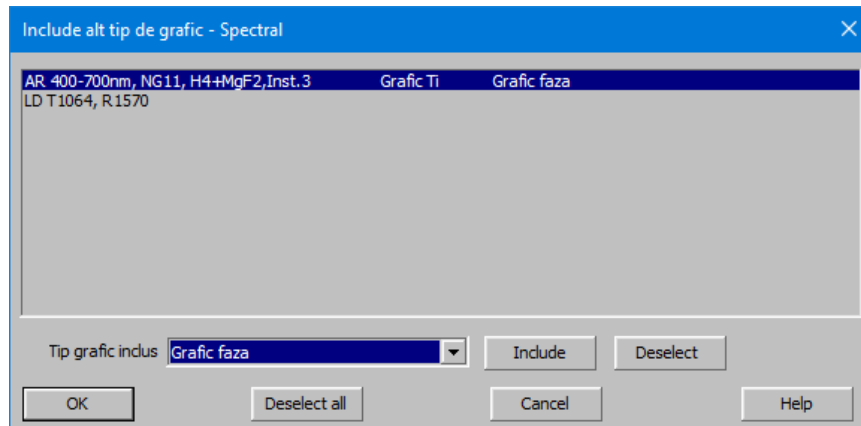 Include alt tip de grafic - Spectral
AR 400-700nm, NG11, H4+MgF2,Inst.3 Grafic Ti Grafic faza
LD T1064, R1570
Tip grafic inclus Grafic faza Include Deselect
OK Deselect all Cancel Help